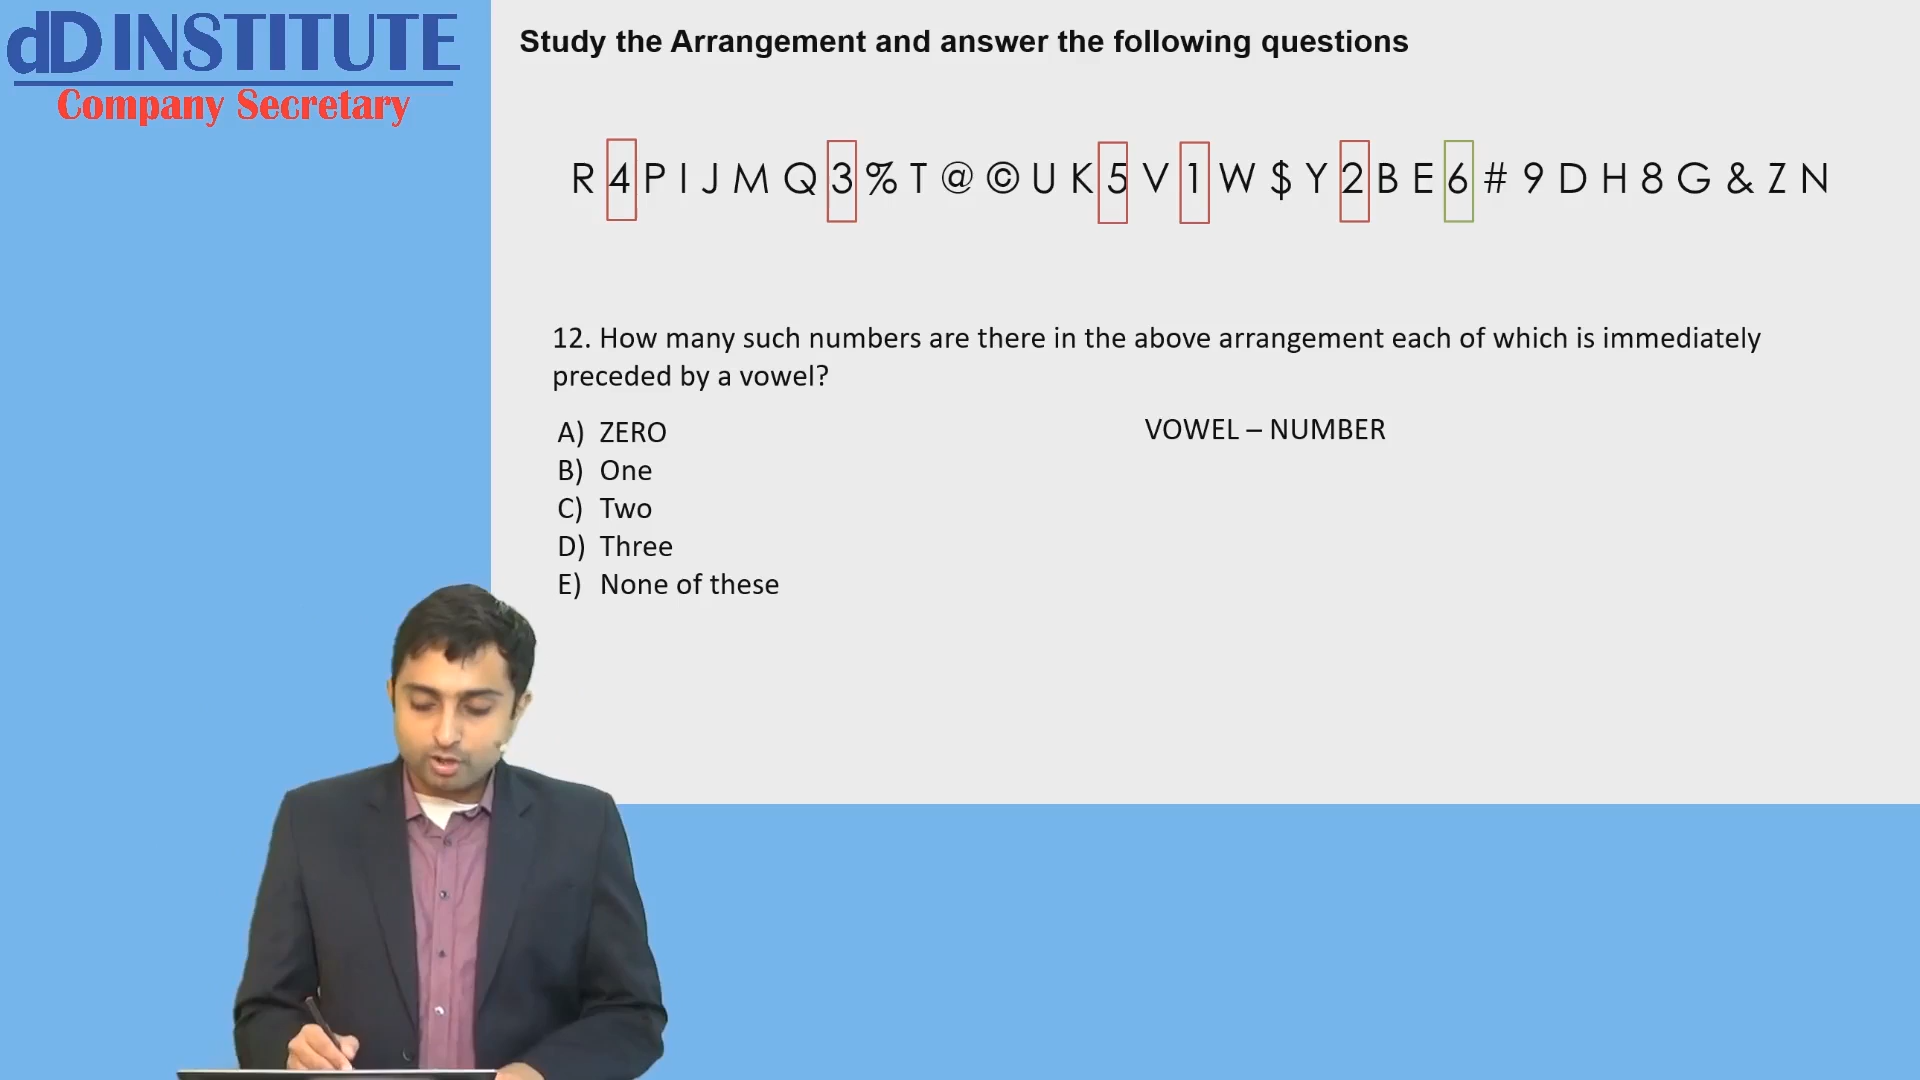 dD INSTITUTE
Company Secretary
Study the Arrangement and answer the following questions
R 4 P I J M Q 3 % T @ © U K 5 V 1 W $ Y 2 B E 6 # 9 D H 8 G & Z N
12. How many such numbers are there in the above arrangement each of which is immediately
preceded by a vowel?
A) ZERO
VOWEL – NUMBER
B) One
C) Two
D) Three
E) None of these